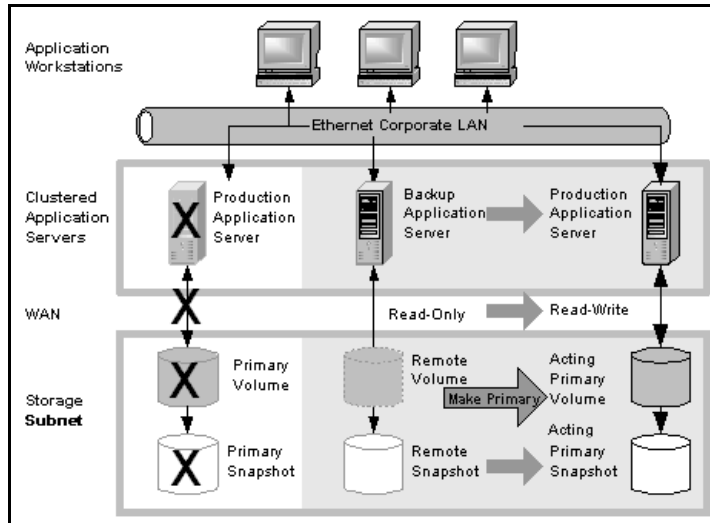 Application
Workstations
Ethernet Corporate LAN
Clustered
Application
Servers
Production
Application
Server
Backup
Application
Server
Production
Application
Server
X
WAN
X
Read-Only
Read-Write
Storage
Subnet
Primary
Volume
X
Remote
Volume
Make Primary
Acting
Primary
Volume
Primary
Snapshot
X
Remote
Snapshot
Acting
Primary
Snapshot